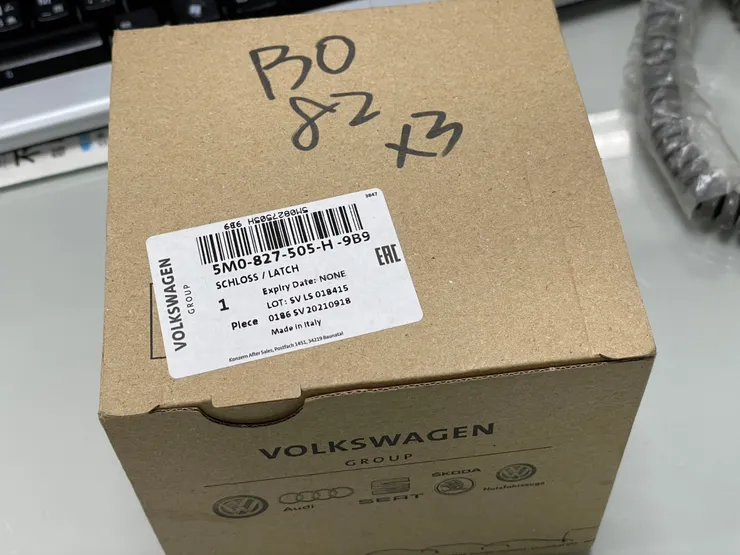 BO
82
x3
3847
5M0827505H 9B9
5M0-827-505-H -9B9
SCHLOSS / LATCH
1
Piece
Expiry Date: NONE
LOT: SV LS 018415
0186 SV 20210918
Made in Italy
EAC
VOLKSWAGEN
GROUP
Konzern After Sales, Postfach 1451, 34219 Baunatal
VOLKSWAGEN
GROUP
Audi
SEAT
ŠKODA
Nutzfahrzeuge